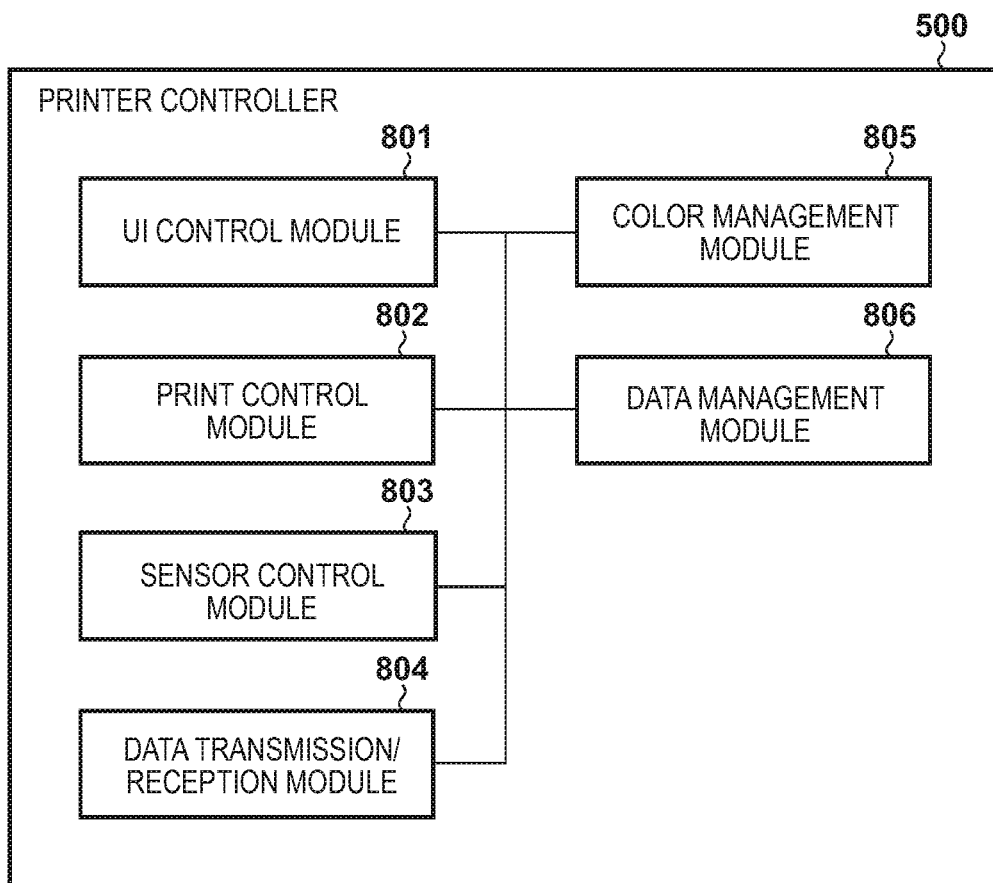 500
PRINTER CONTROLLER
801
UI CONTROL MODULE
805
COLOR MANAGEMENT
MODULE
802
PRINT CONTROL
MODULE
806
DATA MANAGEMENT
MODULE
803
SENSOR CONTROL
MODULE
804
DATA TRANSMISSION/
RECEPTION MODULE